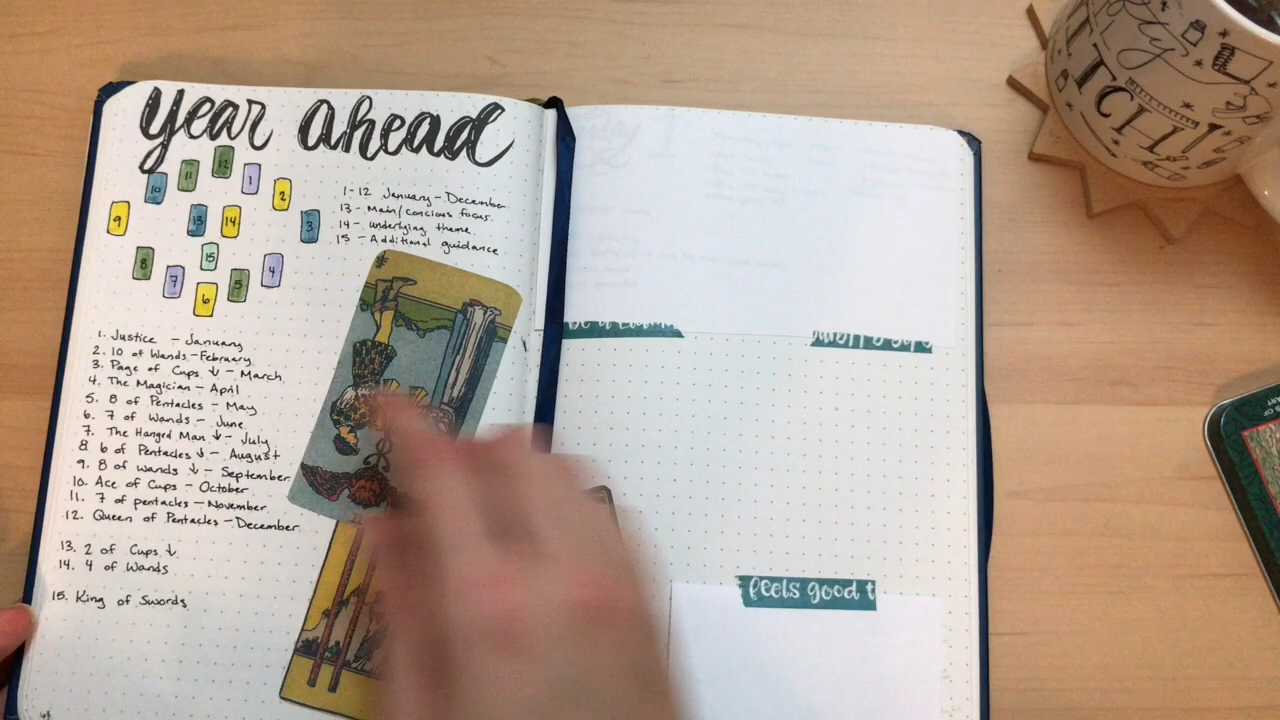 year ahead
12
11
1
10
2
9
13
14
3
15
8
4
7
5
6
1-12 January-December
13 - Main/concious focus
14 - underlying theme
15 - Additional guidance
1. Justice - January
2. 10 of Wands - February
3. Page of Cups ↓ - March
4. The Magician - April
5. 8 of Pentacles - May
6. 7 of Wands - June
7. The Hanged Man ↓ - July
8 6 of Pentacles ↓ - August
9. 8 of wands ↓ - September
10. Ace of Cups - October
11. 7 of pentacles - November
12. Queen of Pentacles - December
13. 2 of Cups ↓
14. 4 of Wands
15. King of Swords
be a
feels good t